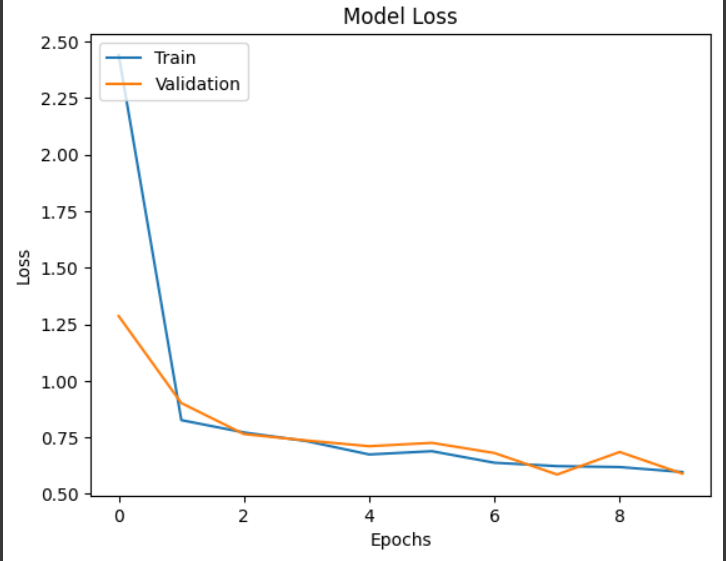 Model Loss
2.50
2.25
2.00
1.75
1.50
1.25
1.00
0.75
0.50
Loss
Train
Validation
0 2 4 6 8
Epochs